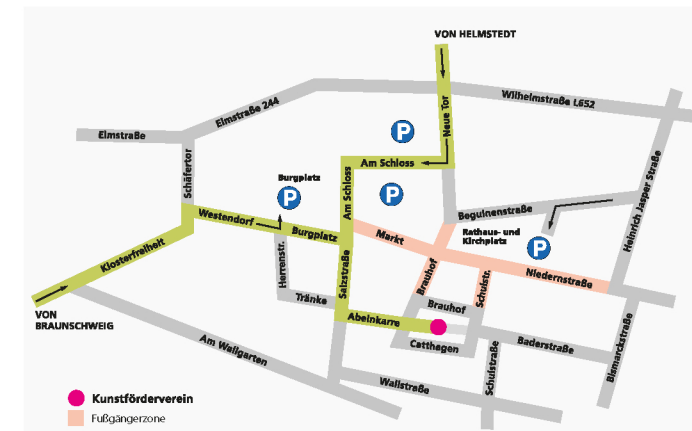 VON HELMSTEDT
Wilhelmstraße L652
Elmstraße 244
Elmstraße
Neue Tor
P
Am Schloss
Schäfertor
Burgplatz
P
P
Am Schloss
Heinrich Jasper Straße
Westendorf
Burgplatz
Beguinenstraße
Markt
Rathaus- und
Kirchplatz
P
Klosterfreiheit
Herrenstr.
Salzstraße
Brauhof
Schulstr.
Niedernstraße
Tränke
Brauhof
VON
BRAUNSCHWEIG
Abelnkarre
Catthagen
Baderstraße
Bismarckstraße
Am Wallgarten
Schulstraße
Wallstraße
Kunstförderverein
Fußgängerzone